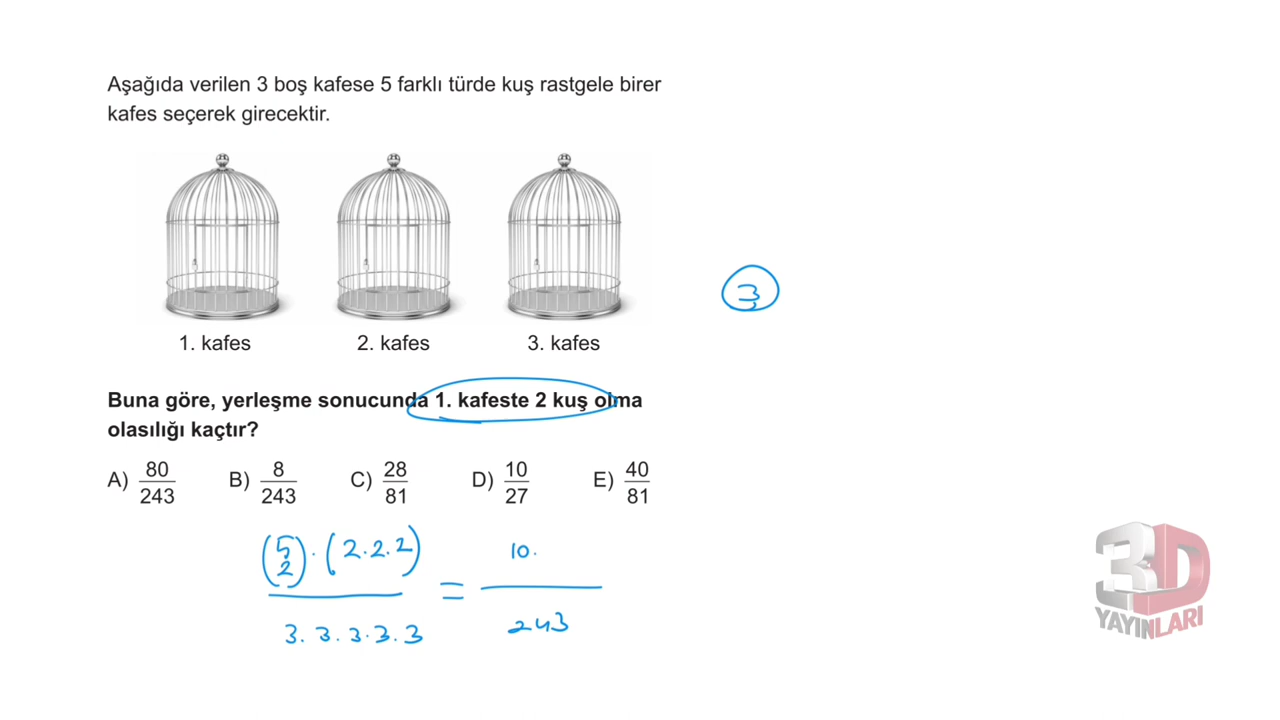 Aşağıda verilen 3 boş kafese 5 farklı türde kuş rastgele birer
kafes seçerek girecektir.
3
1. kafes 2. kafes 3. kafes
Buna göre, yerleşme sonucunda 1. kafeste 2 kuş olma
olasılığı kaçtır?
A) 80/243 B) 8/243 C) 28/81 D) 10/27 E) 40/81
(5 2) · (2.2.2) / 3.3.3.3.3 = 10. / 243
3D
YAYINLARI